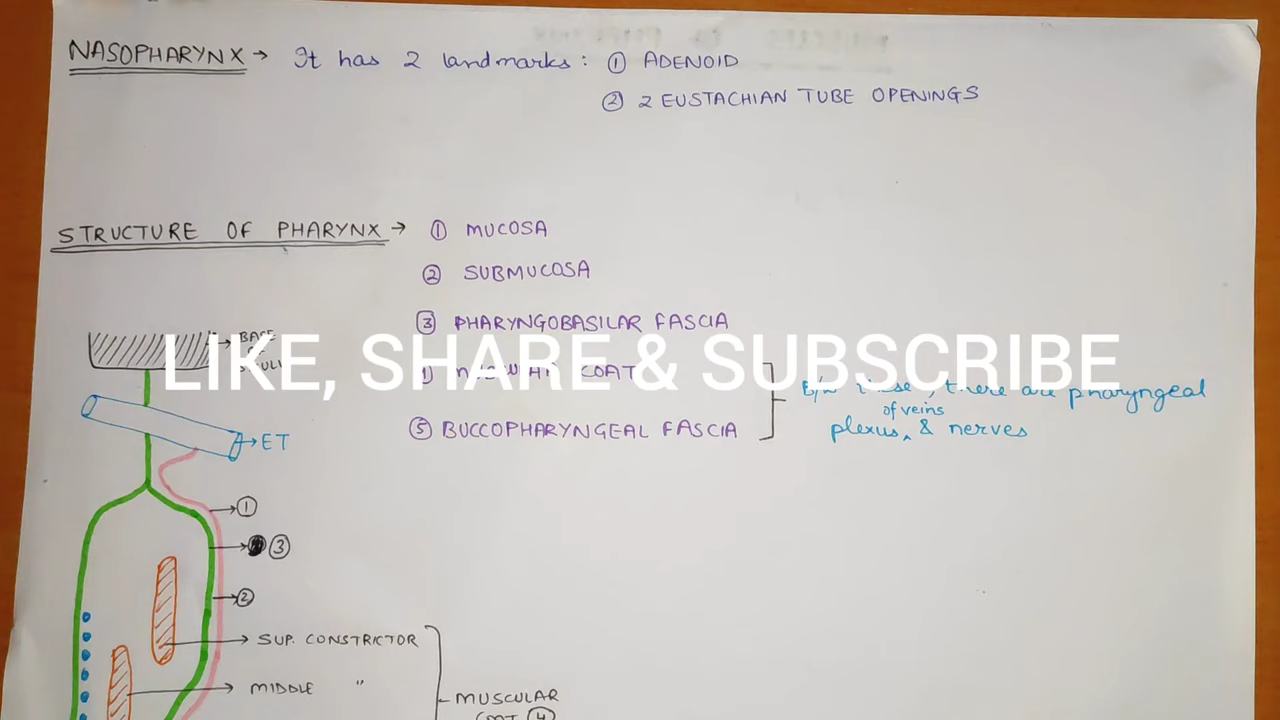 NASOPHARYNX → It has 2 landmarks: ① ADENOID
② 2 EUSTACHIAN TUBE OPENINGS
STRUCTURE OF PHARYNX → ① MUCOSA
② SUBMUCOSA
③ PHARYNGOBASILAR FASCIA
LIKE, SHARE & SUBSCRIBE
COAT
there are pharyngeal
of veins
⑤ BUCCOPHARYNGEAL FASCIA
plexus & nerves
BASE
→ ET
→ ①
→ ③
→ ②
→ SUP. CONSTRICTOR
→ MIDDLE "
MUSCULAR
④